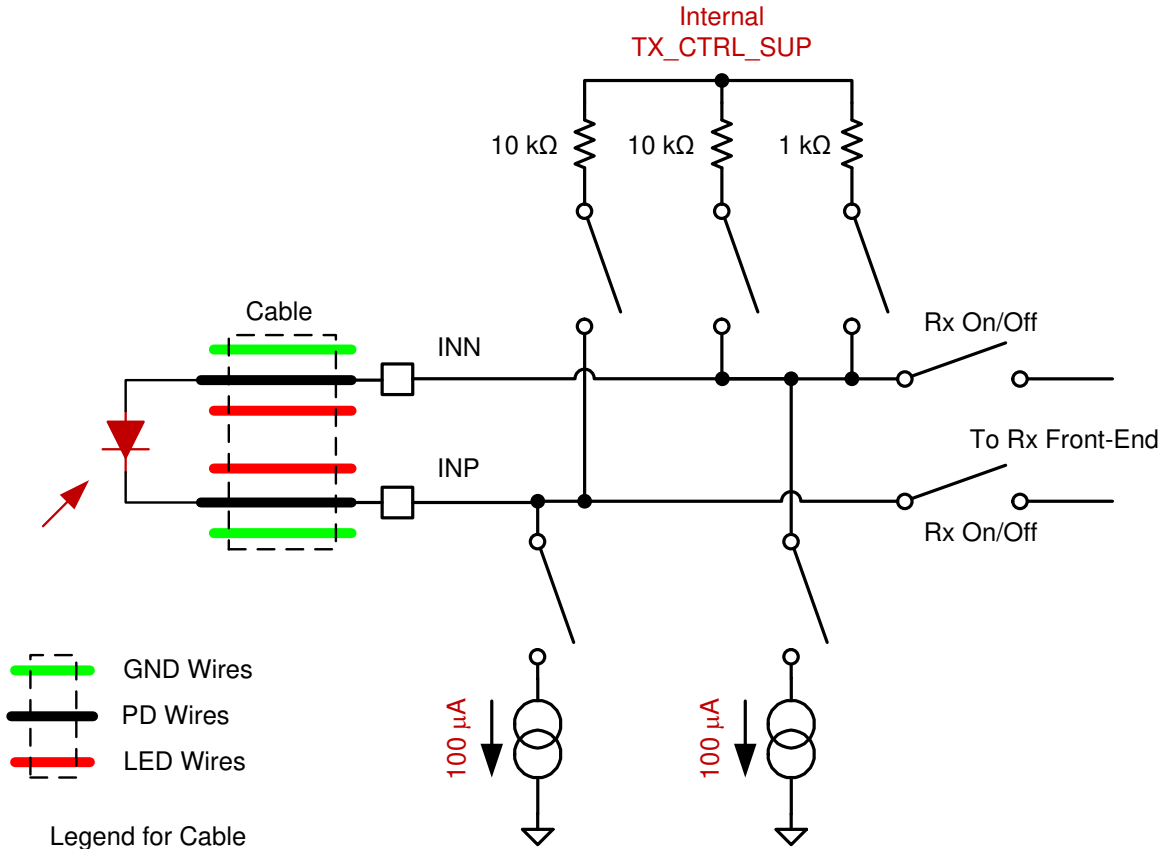 Internal
TX_CTRL_SUP
10 kΩ
10 kΩ
1 kΩ
Cable
INN
Rx On/Off
To Rx Front-End
INP
Rx On/Off
GND Wires
PD Wires
LED Wires
100 µA
100 µA
Legend for Cable